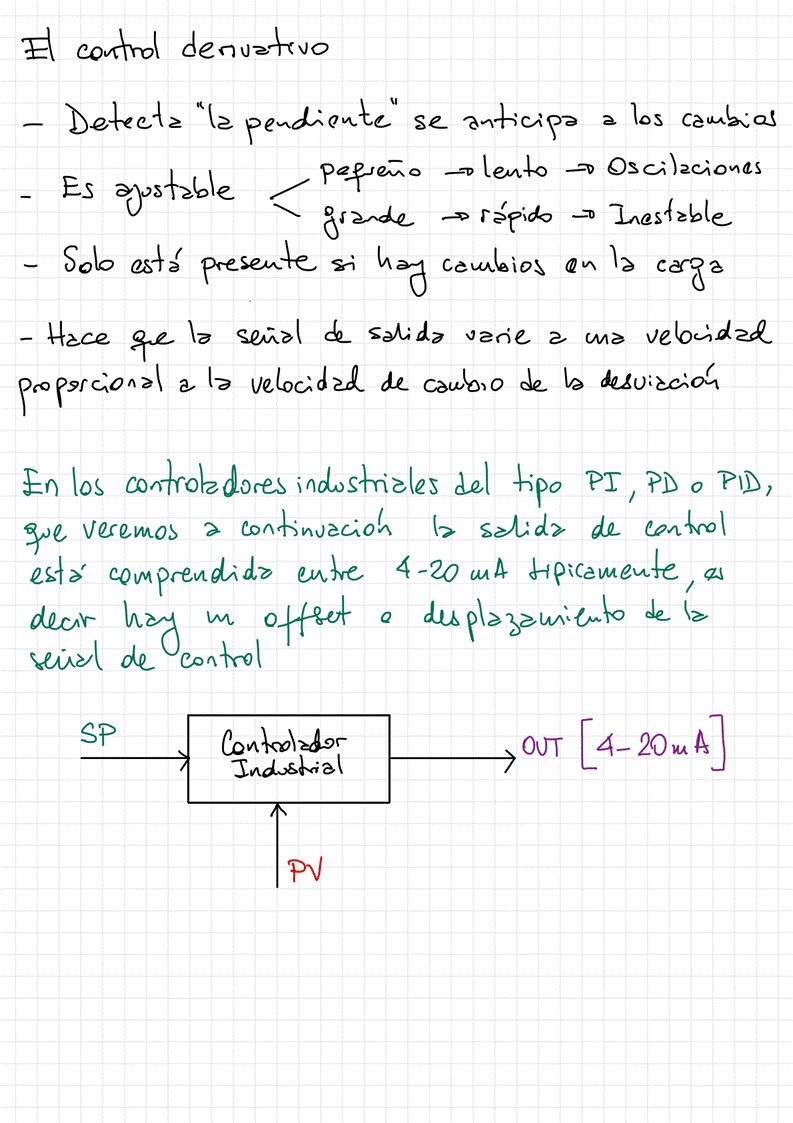 El control derivativo
- Detecta "la pendiente" se anticipa a los cambios
- Es ajustable
pequeño → lento → Oscilaciones
grande → rápido → Inestable
- Solo está presente si hay cambios en la carga
- Hace que la señal de salida varie a una velocidad
proporcional a la velocidad de cambio de la desviación
En los controladores industriales del tipo PI, PD o PID,
que veremos a continuación la salida de control
está comprendida entre 4-20 mA tipicamente, es
decir hay un offset o desplazamiento de la
señal de control
SP
Controlador
Industrial
OUT [4-20mA]
PV